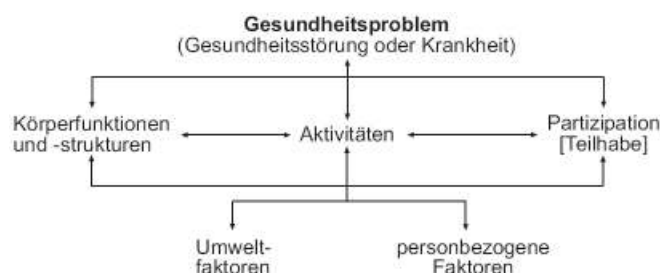 Gesundheitsproblem
(Gesundheitsstörung oder Krankheit)
Körperfunktionen
und -strukturen
Aktivitäten
Partizipation
[Teilhabe]
Umwelt-
faktoren
personbezogene
Faktoren